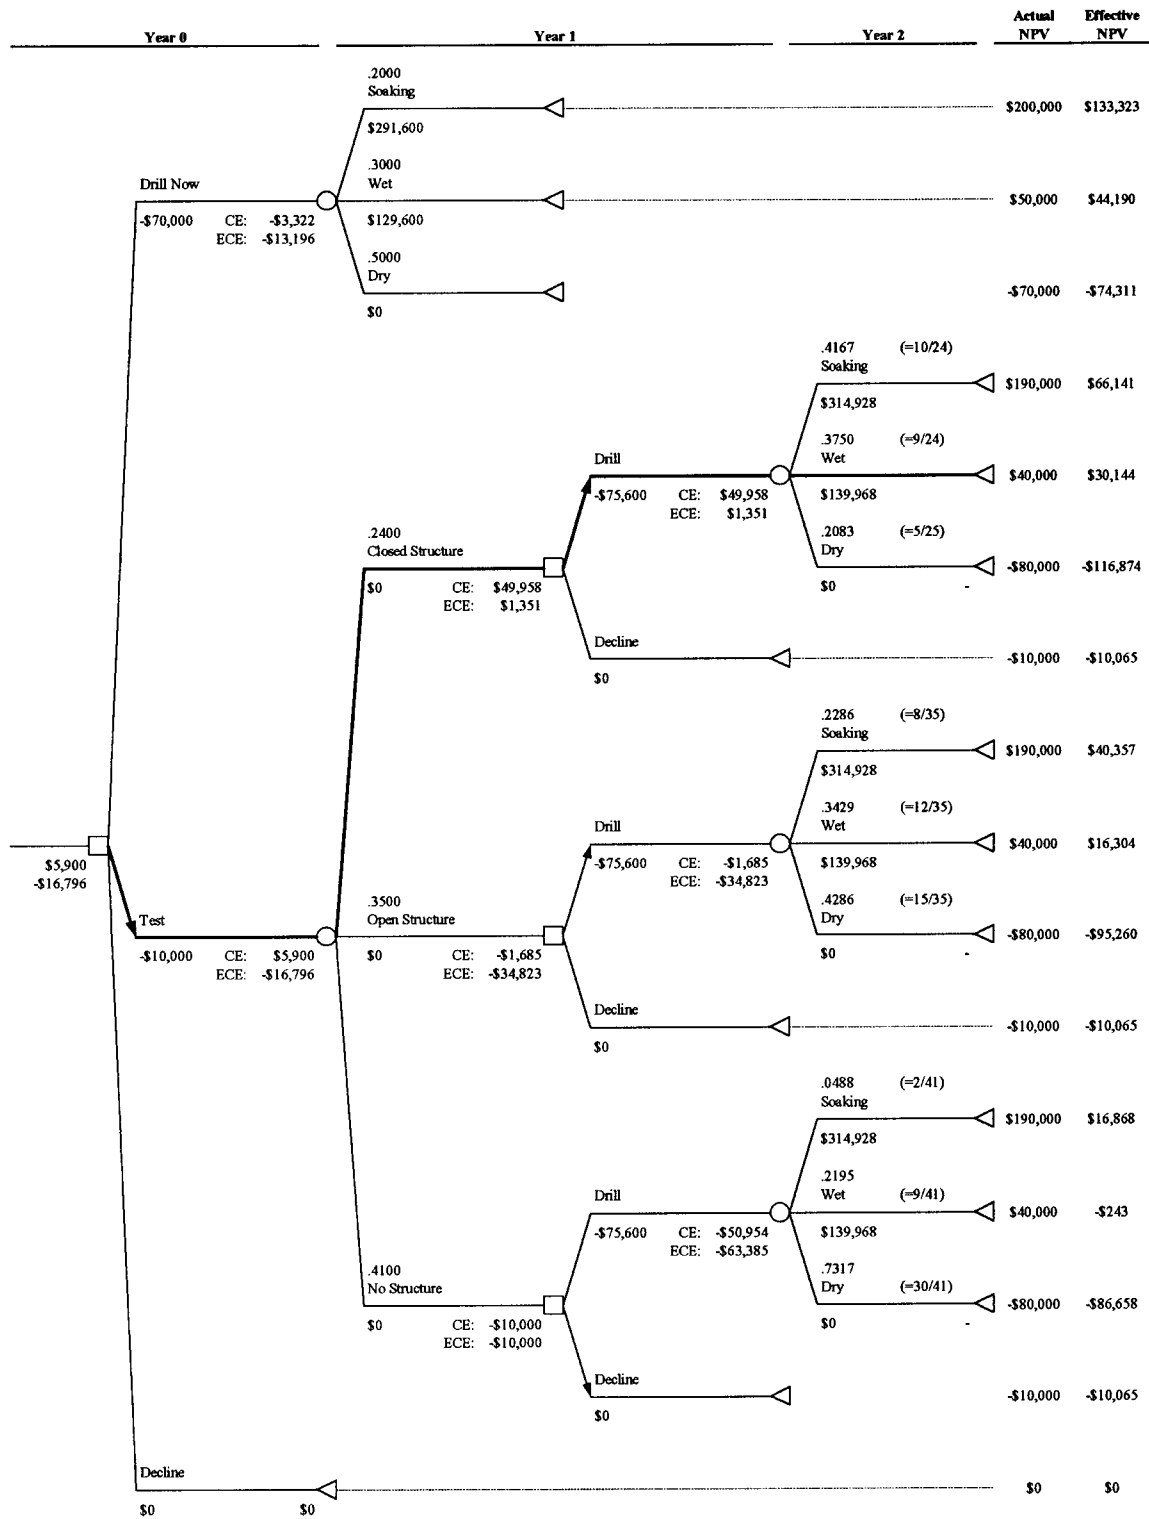 Actual Effective
Year 0 Year 1 Year 2 NPV NPV
.2000
Soaking
$200,000 $133,323
$291,600
.3000
Drill Now Wet
$50,000 $44,190
-$70,000 CE: -$3,322 $129,600
ECE: -$13,196
.5000
Dry
-$70,000 -$74,311
$0
.4167 (=10/24)
Soaking
$190,000 $66,141
$314,928
.3750 (=9/24)
Drill Wet
$40,000 $30,144
-$75,600 CE: $49,958 $139,968
ECE: $1,351
.2400 .2083 (=5/25)
Closed Structure Dry
-$80,000 -$116,874
$0 CE: $49,958 $0 -
ECE: $1,351
Decline
-$10,000 -$10,065
$0
.2286 (=8/35)
Soaking
$190,000 $40,357
$314,928
.3429 (=12/35)
Drill Wet
$40,000 $16,304
$5,900 -$75,600 CE: -$1,685 $139,968
-$16,796 ECE: -$34,823
.3500 .4286 (=15/35)
Test Open Structure Dry
-$80,000 -$95,260
-$10,000 CE: $5,900 $0 CE: -$1,685 $0 -
ECE: -$16,796 ECE: -$34,823
Decline
-$10,000 -$10,065
$0
.0488 (=2/41)
Soaking
$190,000 $16,868
$314,928
.2195
Drill Wet (=9/41)
$40,000 -$243
-$75,600 CE: -$50,954 $139,968
ECE: -$63,385
.4100 .7317
No Structure Dry (=30/41)
-$80,000 -$86,658
$0 CE: -$10,000 $0 -
ECE: -$10,000
Decline
-$10,000 -$10,065
$0
Decline
$0 $0
$0 $0